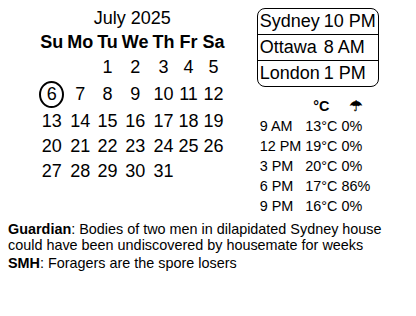 July 2025
Su Mo Tu We Th Fr Sa
1 2 3 4 5
6 7 8 9 10 11 12
13 14 15 16 17 18 19
20 21 22 23 24 25 26
27 28 29 30 31
Sydney 10 PM
Ottawa 8 AM
London 1 PM
°C ☂
9 AM 13°C 0%
12 PM 19°C 0%
3 PM 20°C 0%
6 PM 17°C 86%
9 PM 16°C 0%
Guardian: Bodies of two men in dilapidated Sydney house
could have been undiscovered by housemate for weeks
SMH: Foragers are the spore losers